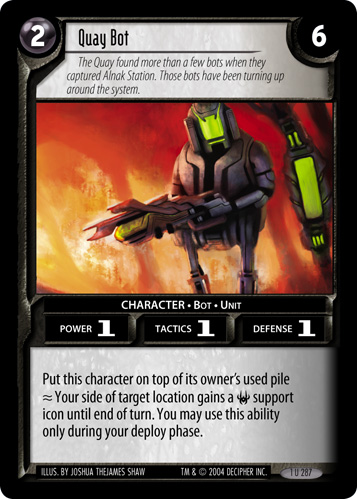 2
Quay Bot
6
The Quay found more than a few bots when they
captured Alnak Station. Those bots have been turning up
around the system.
CHARACTER • BOT • UNIT
POWER 1 TACTICS 1 DEFENSE 1
Put this character on top of its owner's used pile
≈ Your side of target location gains a support
icon until end of turn. You may use this ability
only during your deploy phase.
ILLUS. BY JOSHUA THEJAMES SHAW TM & © 2004 DECIPHER INC. 1 U 287